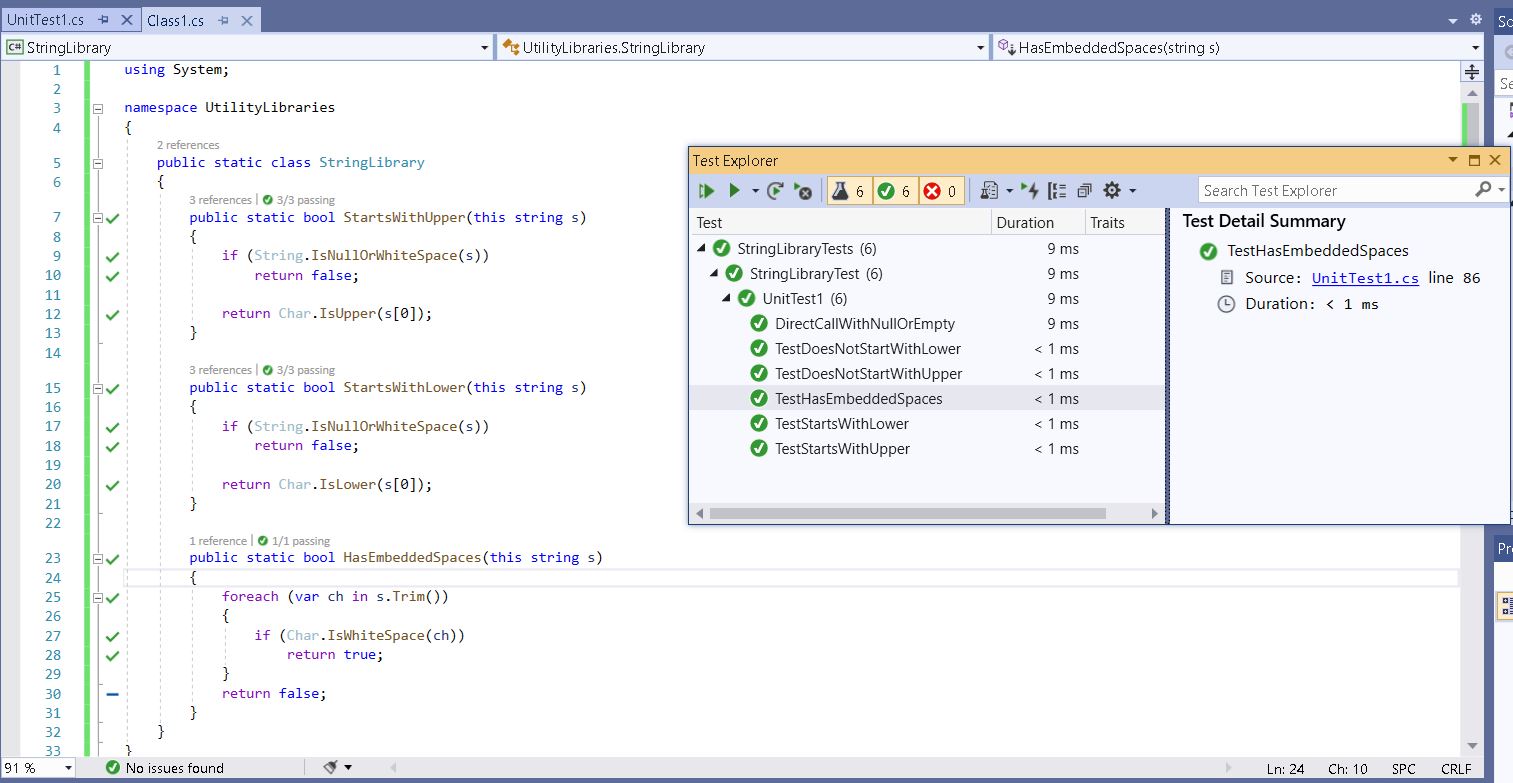 UnitTest1.cs Class1.cs
C# StringLibrary UtilityLibraries.StringLibrary HasEmbeddedSpaces(string s)
1 using System;
2
3 namespace UtilityLibraries
4 {
2 references
5 public static class StringLibrary
6 {
3 references | 3/3 passing
7 public static bool StartsWithUpper(this string s)
8 {
9 if (String.IsNullOrWhiteSpace(s))
10 return false;
11
12 return Char.IsUpper(s[0]);
13 }
14
3 references | 3/3 passing
15 public static bool StartsWithLower(this string s)
16 {
17 if (String.IsNullOrWhiteSpace(s))
18 return false;
19
20 return Char.IsLower(s[0]);
21 }
22
1 reference | 1/1 passing
23 public static bool HasEmbeddedSpaces(this string s)
24 {
25 foreach (var ch in s.Trim())
26 {
27 if (Char.IsWhiteSpace(ch))
28 return true;
29 }
30 return false;
31 }
32 }
33 }
91 % No issues found Ln: 24 Ch: 10 SPC CRLF
Test Explorer
6 6 0 Search Test Explorer
Test Duration Traits
StringLibraryTests (6) 9 ms
StringLibraryTest (6) 9 ms
UnitTest1 (6) 9 ms
DirectCallWithNullOrEmpty 9 ms
TestDoesNotStartWithLower < 1 ms
TestDoesNotStartWithUpper < 1 ms
TestHasEmbeddedSpaces < 1 ms
TestStartsWithLower < 1 ms
TestStartsWithUpper < 1 ms
Test Detail Summary
TestHasEmbeddedSpaces
Source: UnitTest1.cs line 86
Duration: < 1 ms
So
Se
Pr